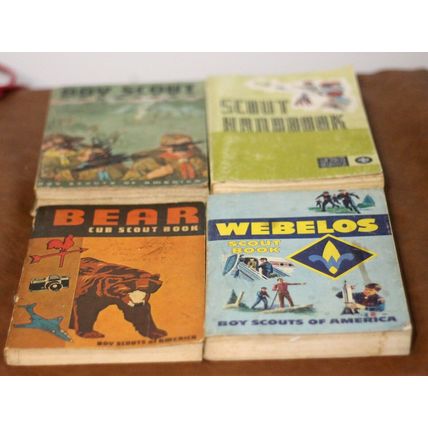 BOY SCOUT
BOY SCOUTS OF AMERICA
SCOUT
HANDBOOK
BEAR
CUB SCOUT BOOK
BOY SCOUTS OF AMERICA
WEBELOS
SCOUT
BOOK
BOY SCOUTS OF AMERICA